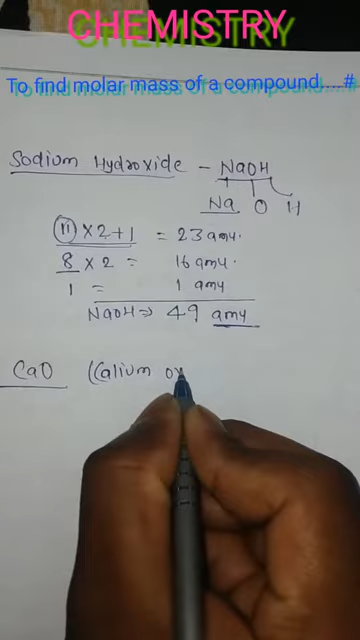 CHEMISTRY
To find molar mass of a compound....#
Sodium Hydroxide - NaOH
Na O H
11 × 2 + 1 = 23 amu.
8 × 2 = 16 amu.
1 = 1 amu
NaOH ⇒ 49 amu
CaO (Calium ox